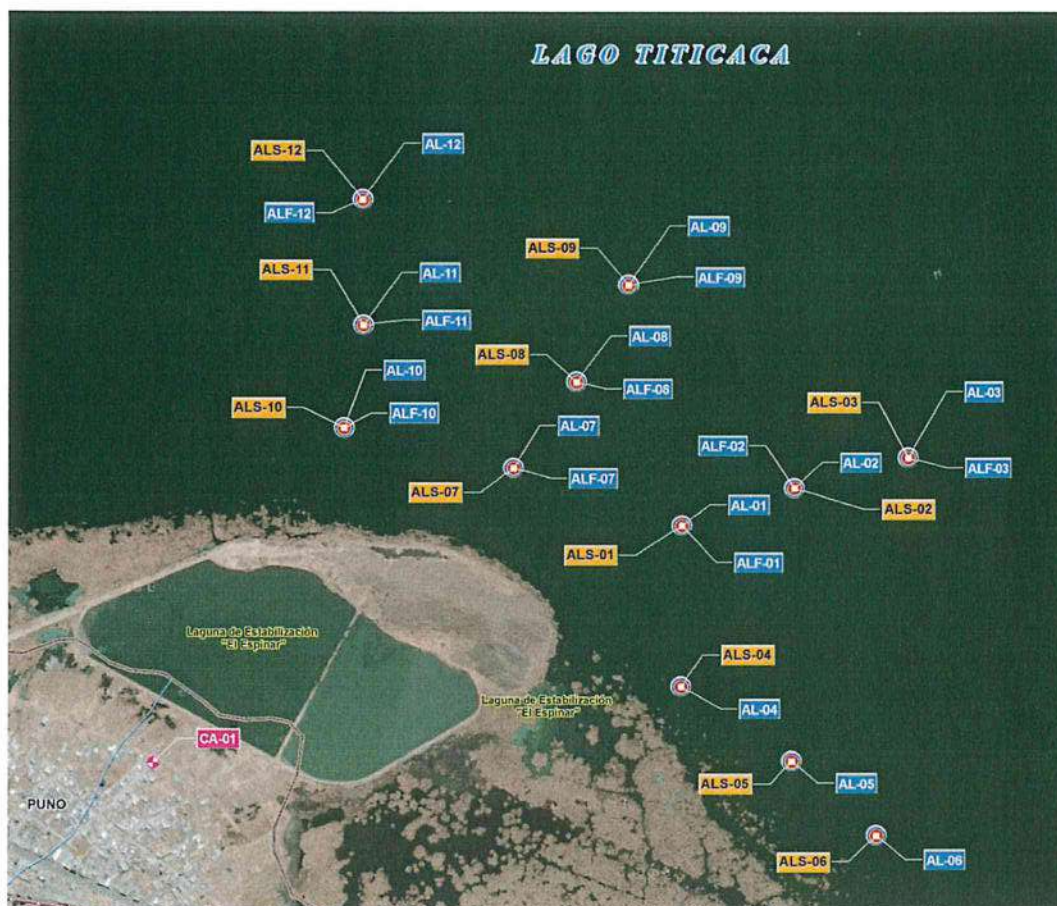 LAGO TITICACA
ALS-12
AL-12
ALF-12
ALS-09
AL-09
ALF-09
ALS-11
AL-11
ALF-11
ALS-08
AL-08
ALF-08
ALS-10
AL-10
ALF-10
AL-07
ALS-07
ALF-07
ALS-03
AL-03
ALF-03
ALF-02
AL-02
ALS-02
AL-01
ALS-01
ALF-01
Laguna de Estabilización
"El Espinar"
ALS-04
AL-04
Laguna de Estabilización
"El Espinar"
CA-01
PUNO
ALS-05
AL-05
ALS-06
AL-06